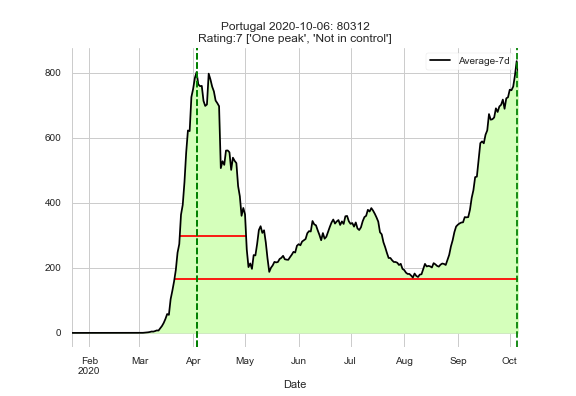 Portugal 2020-10-06: 80312
Rating:7 ['One peak', 'Not in control']
Average-7d
800
600
400
200
0
Feb Mar Apr May Jun Jul Aug Sep Oct
2020
Date